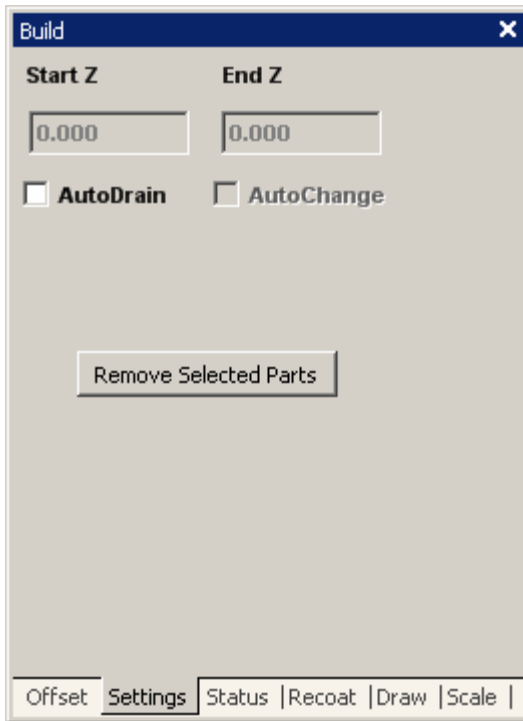 Build
Start Z End Z
0.000 0.000
AutoDrain AutoChange
Remove Selected Parts
Offset Settings Status |Recoat |Draw |Scale |